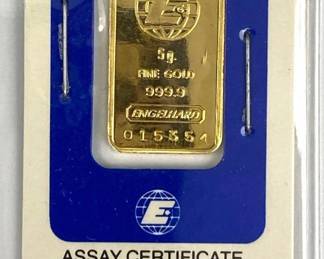 E
5g.
FINE GOLD
999.9
ENGELHARD
015354
E
ASSAY CERTIFICATE